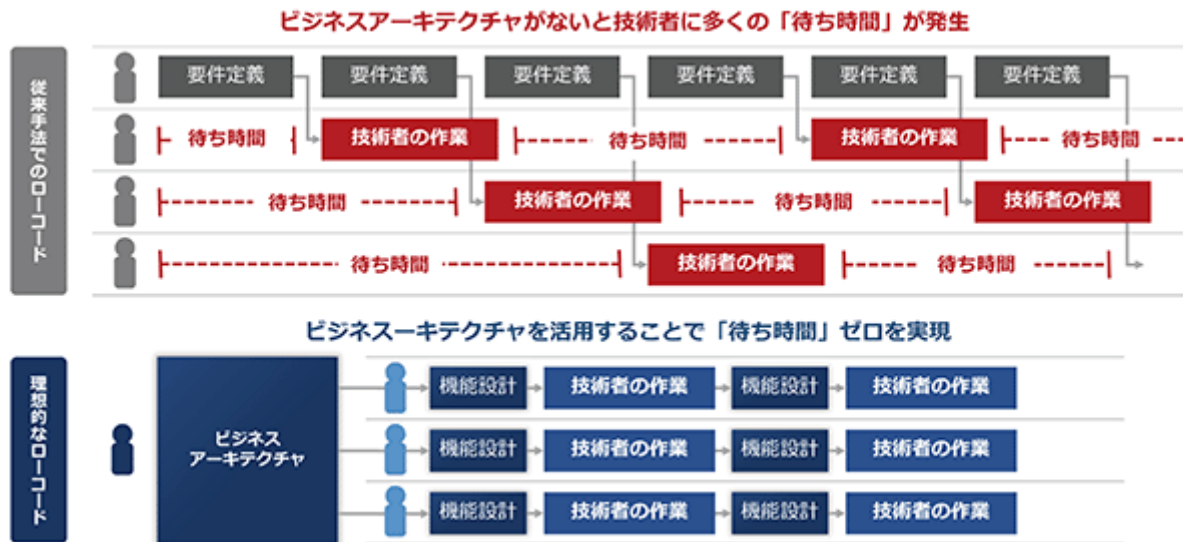 ビジネスアーキテクチャがないと技術者に多くの「待ち時間」が発生
従来手法でのローコード
要件定義 要件定義 要件定義 要件定義 要件定義 要件定義
待ち時間 技術者の作業 待ち時間 技術者の作業 待ち時間
待ち時間 技術者の作業 待ち時間 技術者の作業
待ち時間 技術者の作業 待ち時間
ビジネスーキテクチャを活用することで「待ち時間」ゼロを実現
理想的なローコード
ビジネス
アーキテクチャ
機能設計 技術者の作業 機能設計 技術者の作業
機能設計 技術者の作業 機能設計 技術者の作業
機能設計 技術者の作業 機能設計 技術者の作業